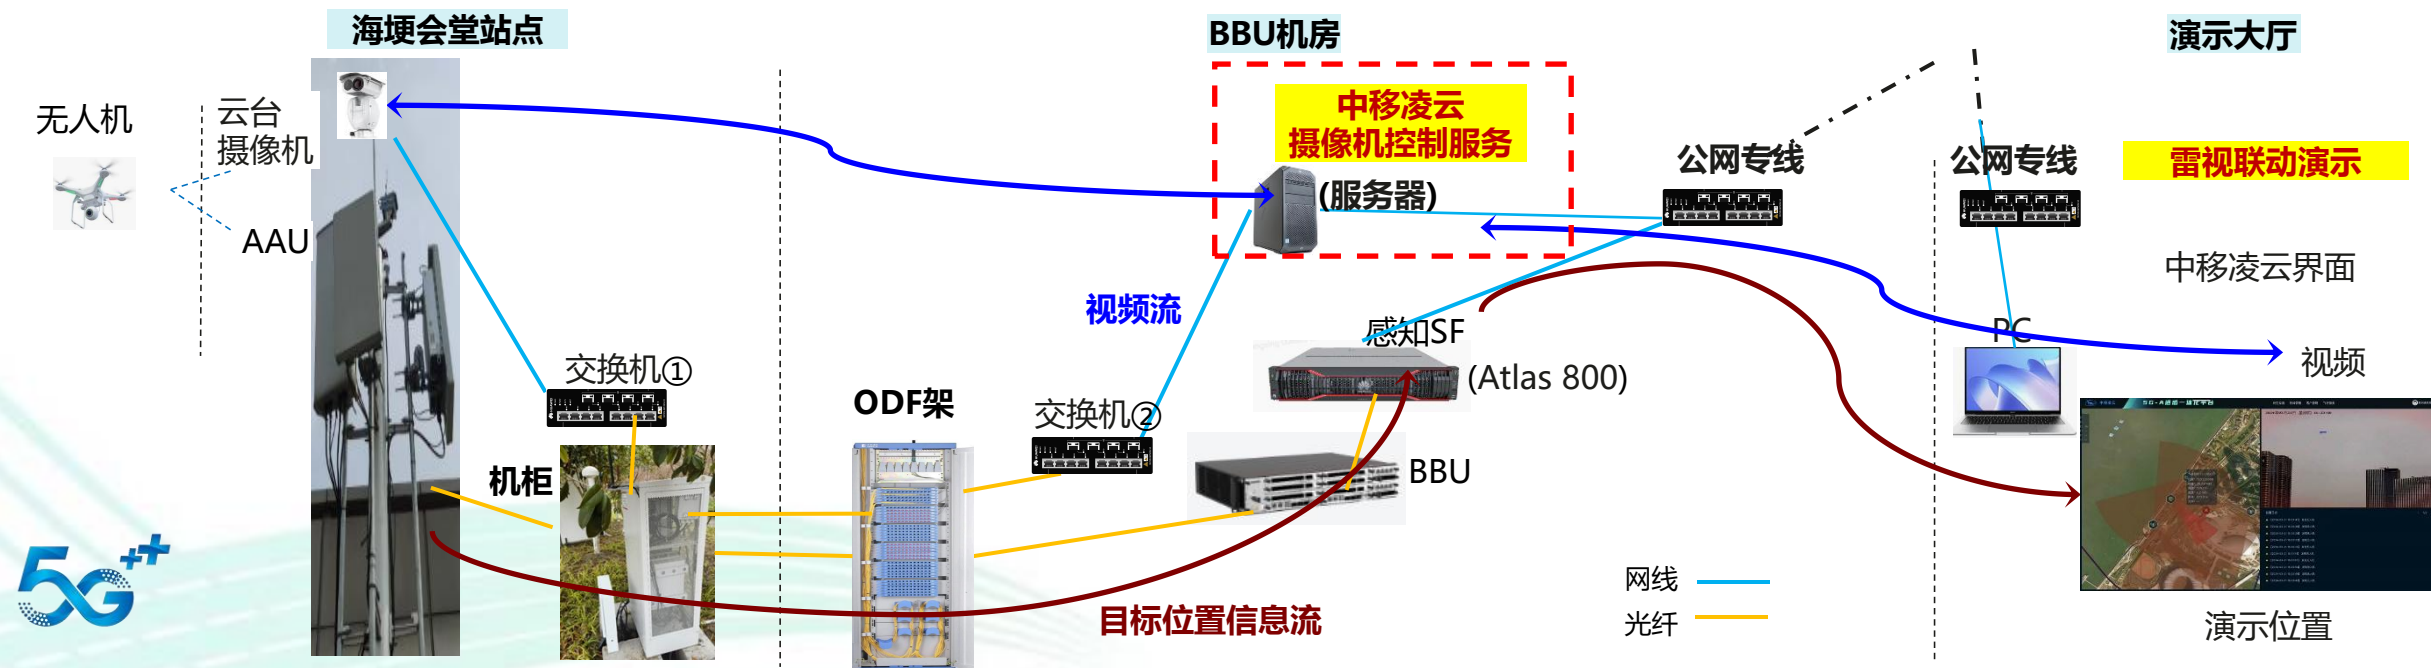 海埂会堂站点
BBU机房
演示大厅
无人机
云台
摄像机
AAU
中移凌云
摄像机控制服务
(服务器)
公网专线
公网专线
雷视联动演示
中移凌云界面
视频流
感知SF
(Atlas 800)
PC
视频
交换机①
ODF架
交换机②
机柜
BBU
5G++
目标位置信息流
网线
光纤
演示位置